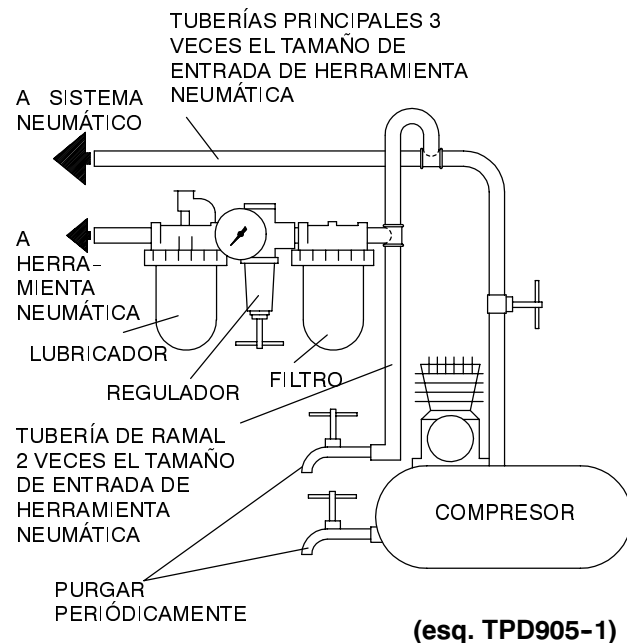 TUBERÍAS PRINCIPALES 3
VECES EL TAMAÑO DE
ENTRADA DE HERRAMIENTA
NEUMÁTICA
A SISTEMA
NEUMÁTICO
A
HERRA-
MIENTA
NEUMÁTICA
LUBRICADOR
REGULADOR
FILTRO
TUBERÍA DE RAMAL
2 VECES EL TAMAÑO
DE ENTRADA DE
HERRAMIENTA
NEUMÁTICA
COMPRESOR
PURGAR
PERIÓDICAMENTE
(esq. TPD905-1)